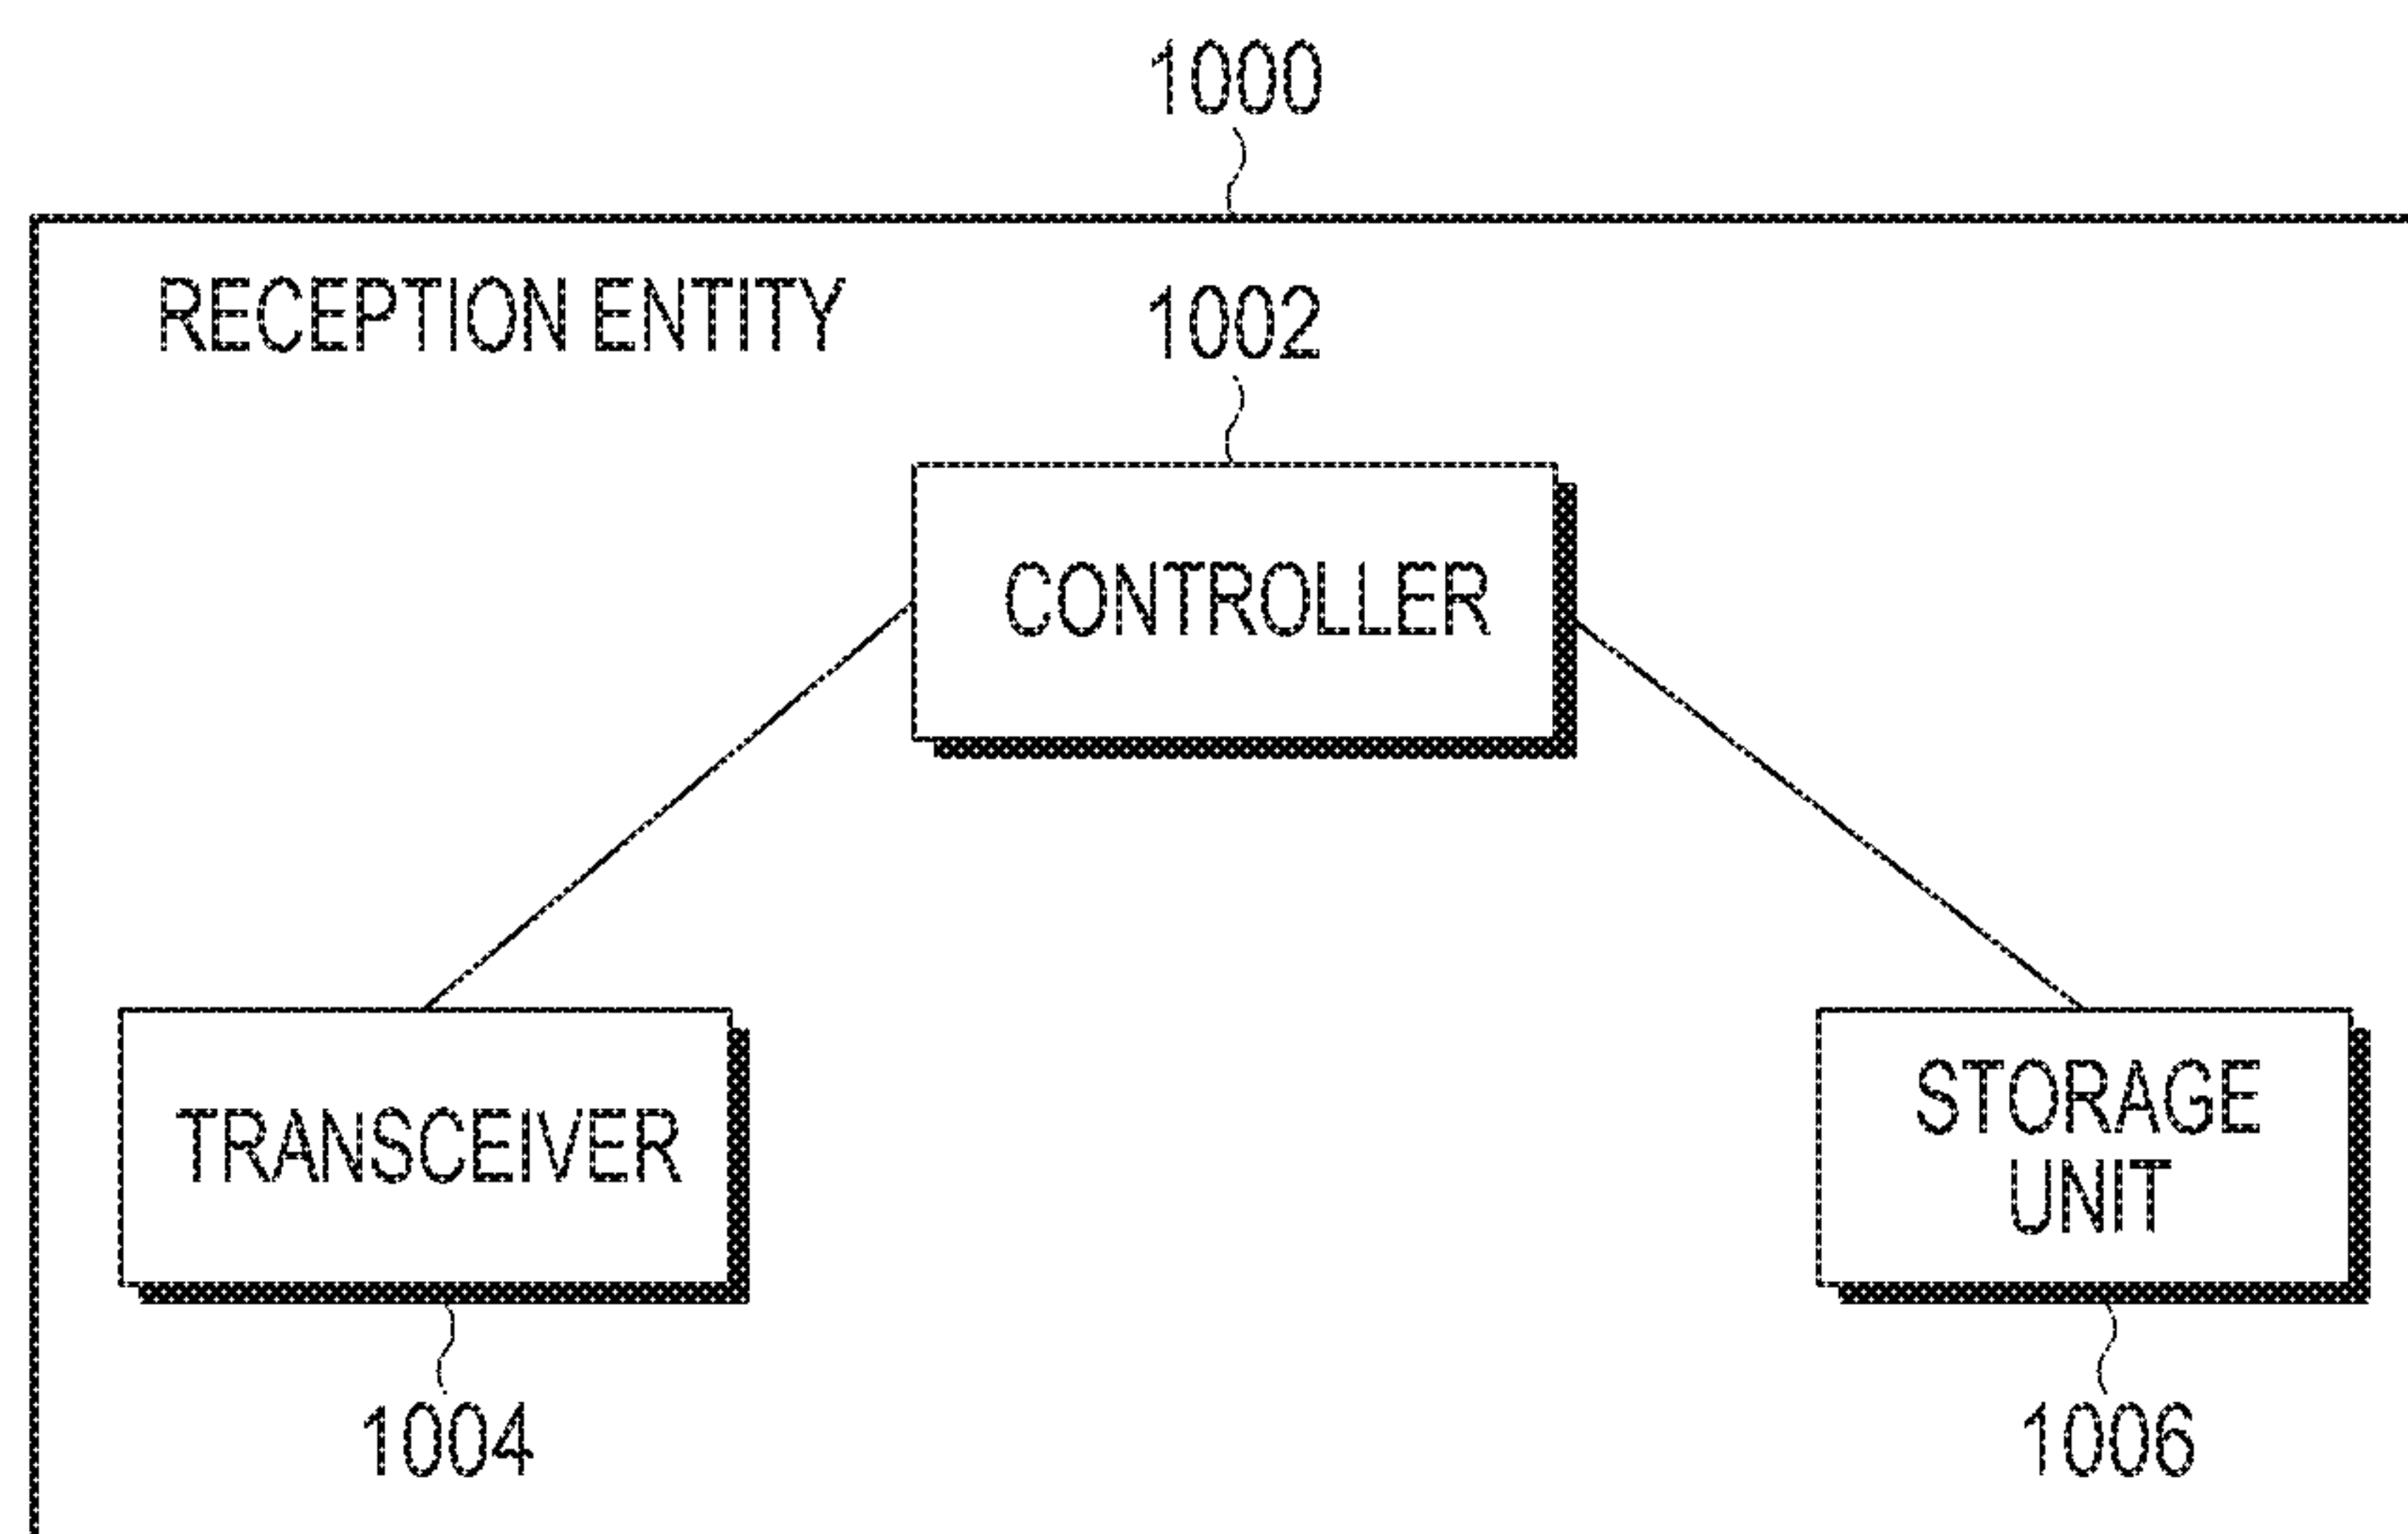 1000
RECEPTION ENTITY
1002
CONTROLLER
TRANSCEIVER
STORAGE
UNIT
1004
1006